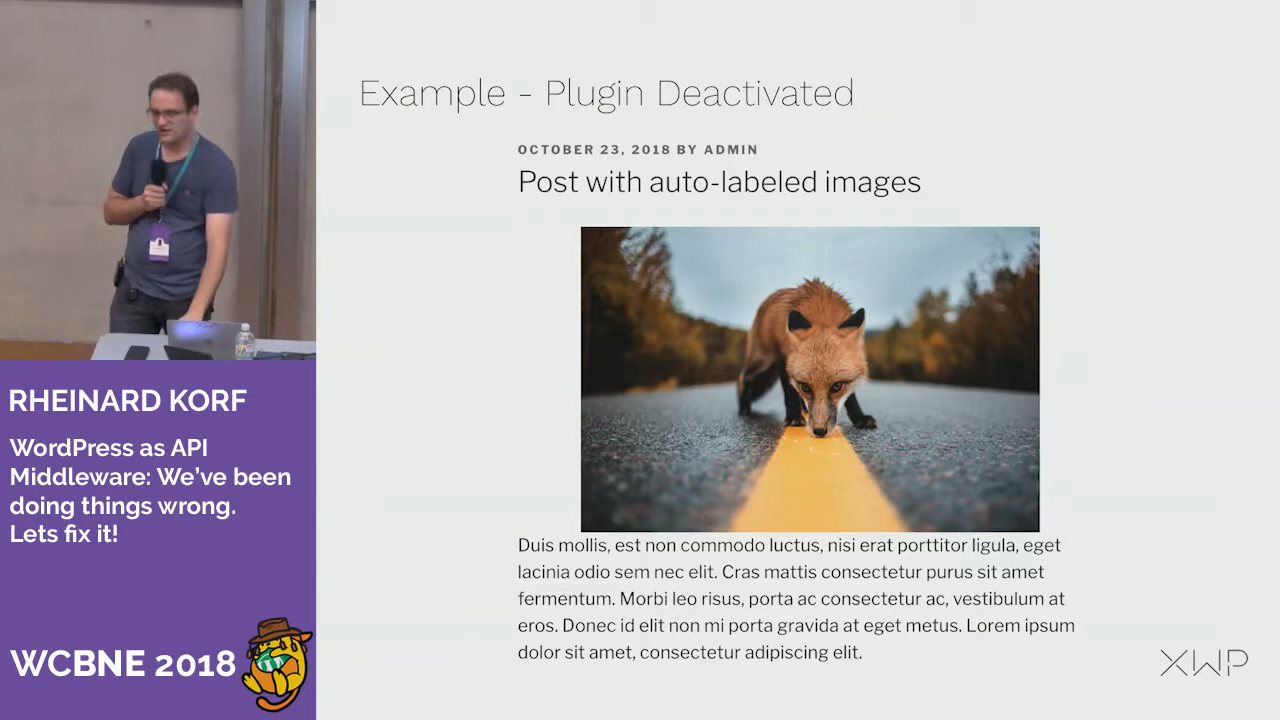 Example - Plugin Deactivated
OCTOBER 23, 2018 BY ADMIN
Post with auto-labeled images
Duis mollis, est non commodo luctus, nisi erat porttitor ligula, eget
lacinia odio sem nec elit. Cras mattis consectetur purus sit amet
fermentum. Morbi leo risus, porta ac consectetur ac, vestibulum at
eros. Donec id elit non mi porta gravida at eget metus. Lorem ipsum
dolor sit amet, consectetur adipiscing elit.
XWP
RHEINARD KORF
WordPress as API
Middleware: We've been
doing things wrong.
Lets fix it!
WCBNE 2018